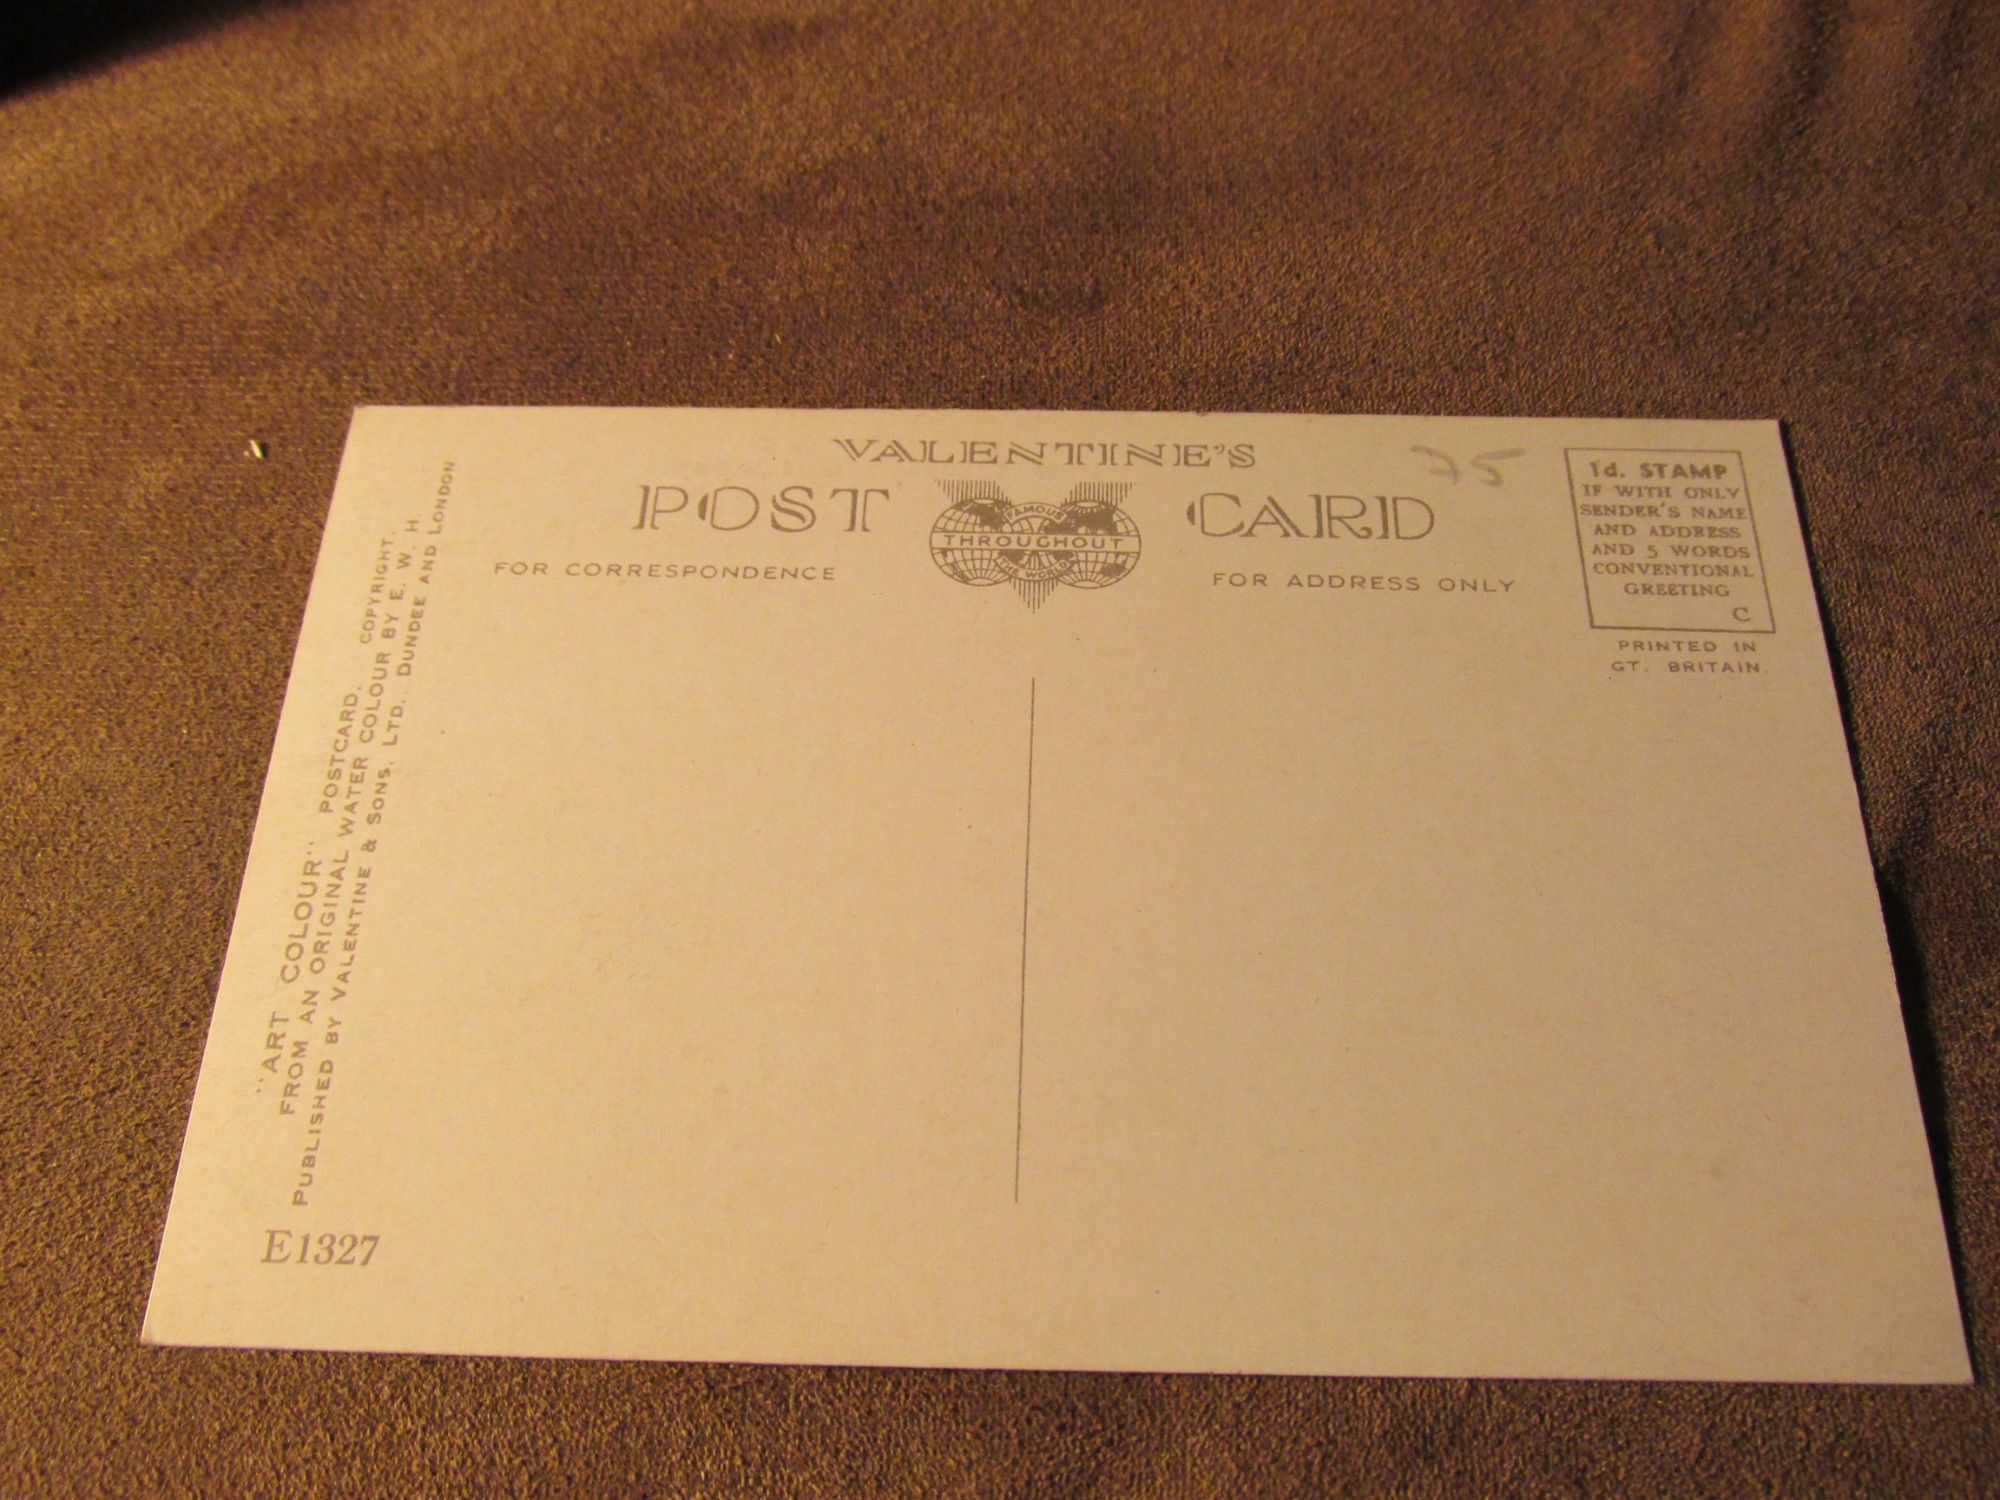 VALENTINE'S
POST CARD
FAMOUS
THROUGHOUT
THE WORLD
FOR CORRESPONDENCE
FOR ADDRESS ONLY
75
1d. STAMP
IF WITH ONLY
SENDER'S NAME
AND ADDRESS
AND 5 WORDS
CONVENTIONAL
GREETING
C
PRINTED IN
GT. BRITAIN.
"ART COLOUR" POSTCARD. COPYRIGHT.
FROM AN ORIGINAL WATER COLOUR BY E. W. H.
PUBLISHED BY VALENTINE & SONS, LTD. DUNDEE AND LONDON
E1327